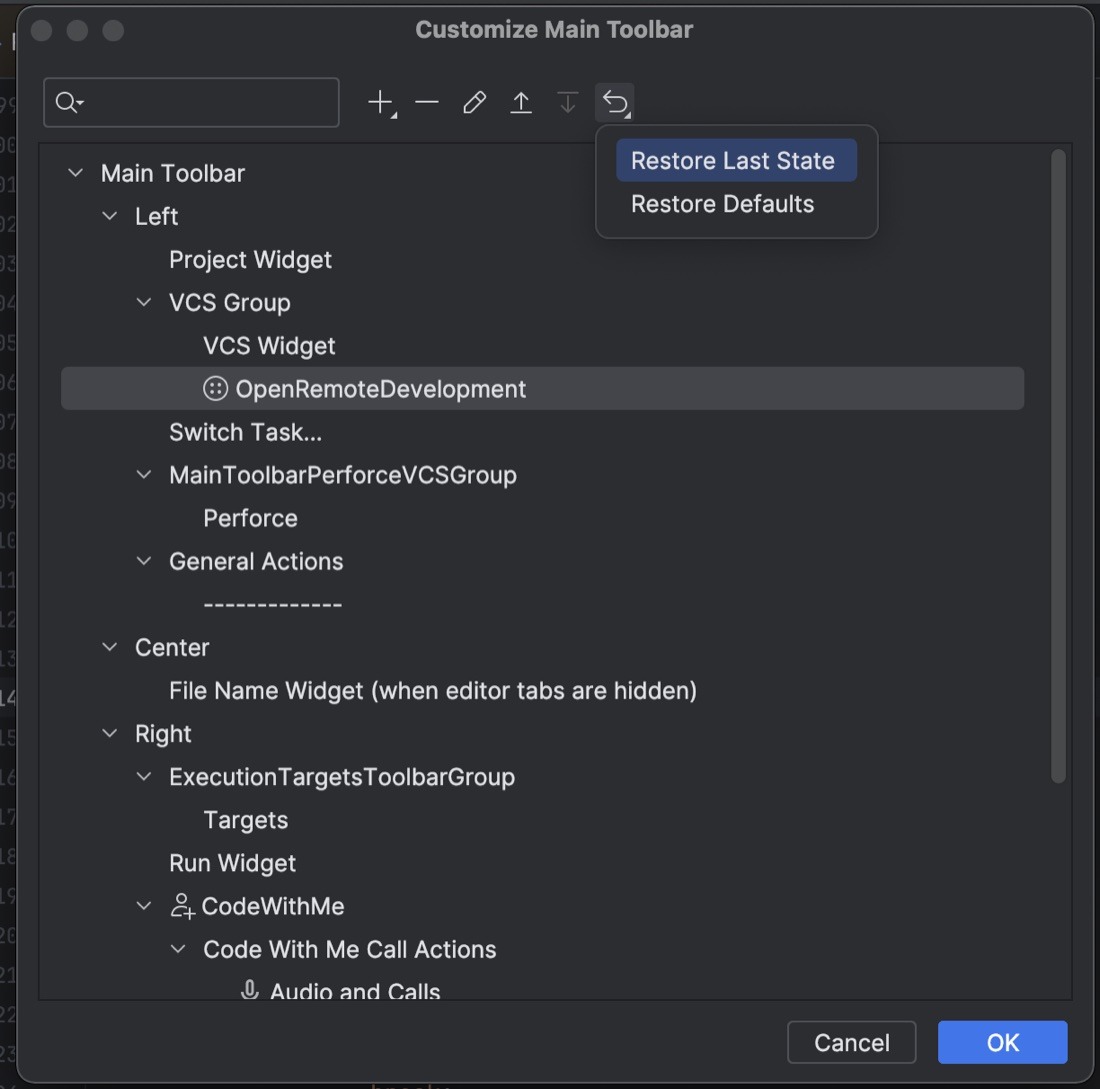 Customize Main Toolbar
Restore Last State
Restore Defaults
Main Toolbar
Left
Project Widget
VCS Group
VCS Widget
OpenRemoteDevelopment
Switch Task...
MainToolbarPerforceVCSGroup
Perforce
General Actions
-------------
Center
File Name Widget (when editor tabs are hidden)
Right
ExecutionTargetsToolbarGroup
Targets
Run Widget
CodeWithMe
Code With Me Call Actions
Audio and Calls
Cancel
OK